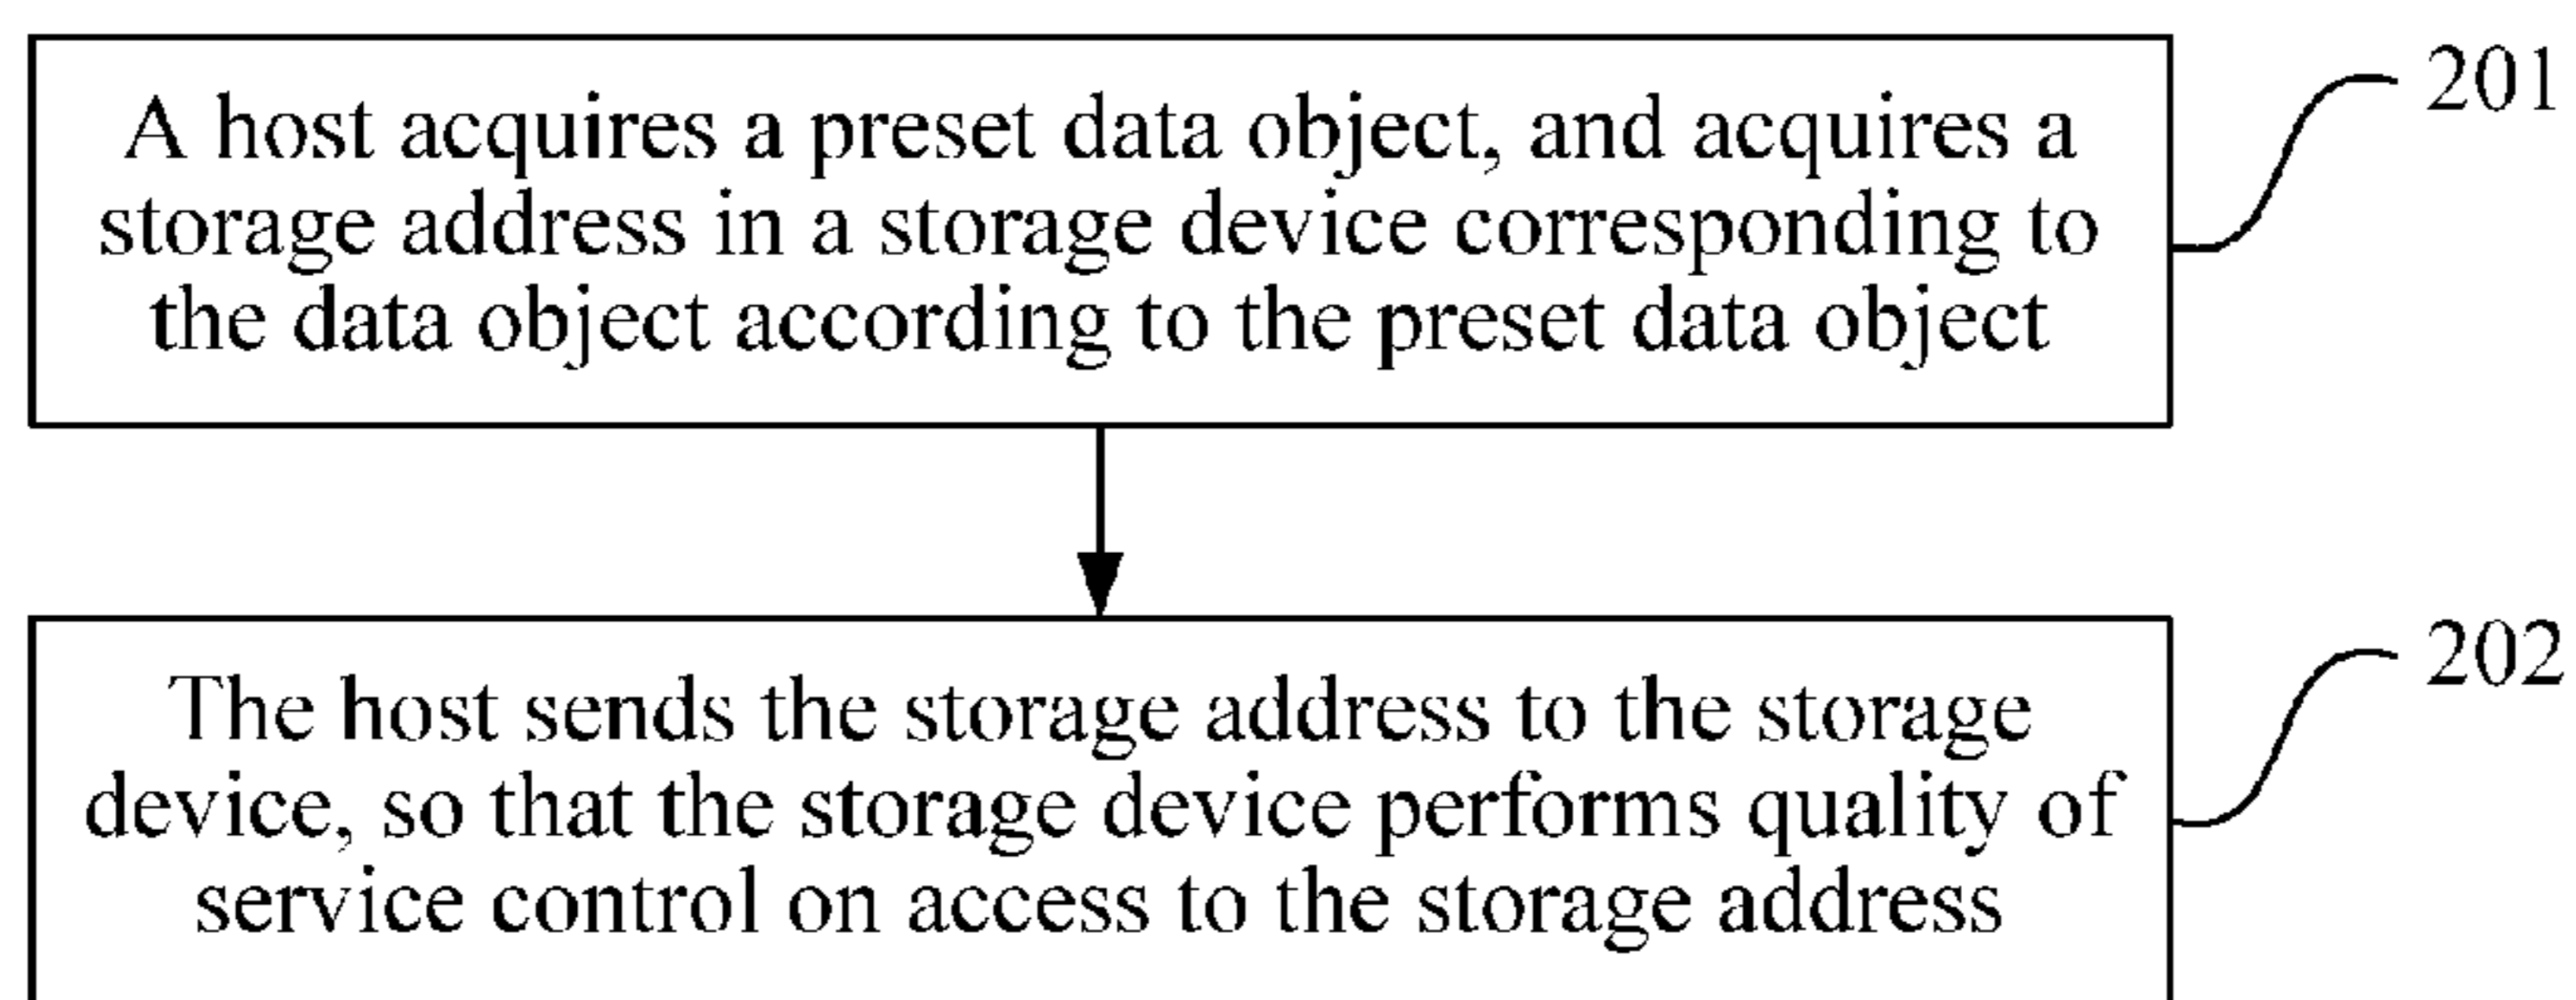 A host acquires a preset data object, and acquires a
storage address in a storage device corresponding to
the data object according to the preset data object
201
The host sends the storage address to the storage
device, so that the storage device performs quality of
service control on access to the storage address
202